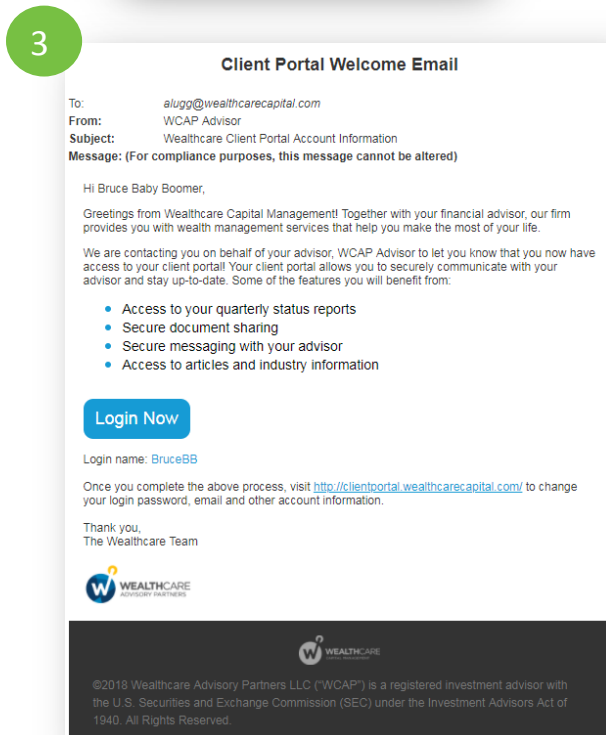 3
Client Portal Welcome Email
To: alugg@wealthcarecapital.com
From: WCAP Advisor
Subject: Wealthcare Client Portal Account Information
Message: (For compliance purposes, this message cannot be altered)
Hi Bruce Baby Boomer,
Greetings from Wealthcare Capital Management! Together with your financial advisor, our firm
provides you with wealth management services that help you make the most of your life.
We are contacting you on behalf of your advisor, WCAP Advisor to let you know that you now have
access to your client portal! Your client portal allows you to securely communicate with your
advisor and stay up-to-date. Some of the features you will benefit from:
• Access to your quarterly status reports
• Secure document sharing
• Secure messaging with your advisor
• Access to articles and industry information
Login Now
Login name: BruceBB
Once you complete the above process, visit http://clientportal.wealthcarecapital.com/ to change
your login password, email and other account information.
Thank you,
The Wealthcare Team
W WEALTHCARE
ADVISORY PARTNERS
W WEALTHCARE
CAPITAL MANAGEMENT
©2018 Wealthcare Advisory Partners LLC ("WCAP") is a registered investment advisor with
the U.S. Securities and Exchange Commission (SEC) under the Investment Advisors Act of
1940. All Rights Reserved.